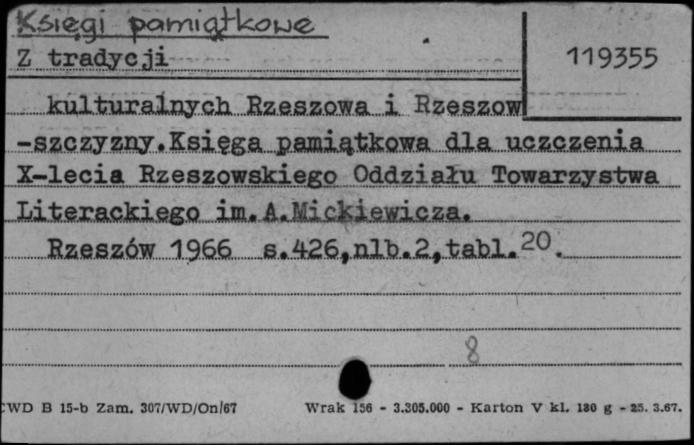 Księgi pamiątkowe
Z tradycji
119355
kulturalnych Rzeszowa i Rzeszow
-szczyzny.Księga pamiątkowa dla uczczenia
X-lecia Rzeszowskiego Oddziału Towarzystwa
Literackiego im.A.Mickiewicza.
Rzeszów 1966 s.426,nlb.2,tabl.20.
8
CWD B 15-b Zam. 307/WD/On/67 Wrak 156 - 3.305.000 - Karton V kl. 180 g - 25. 3.67.